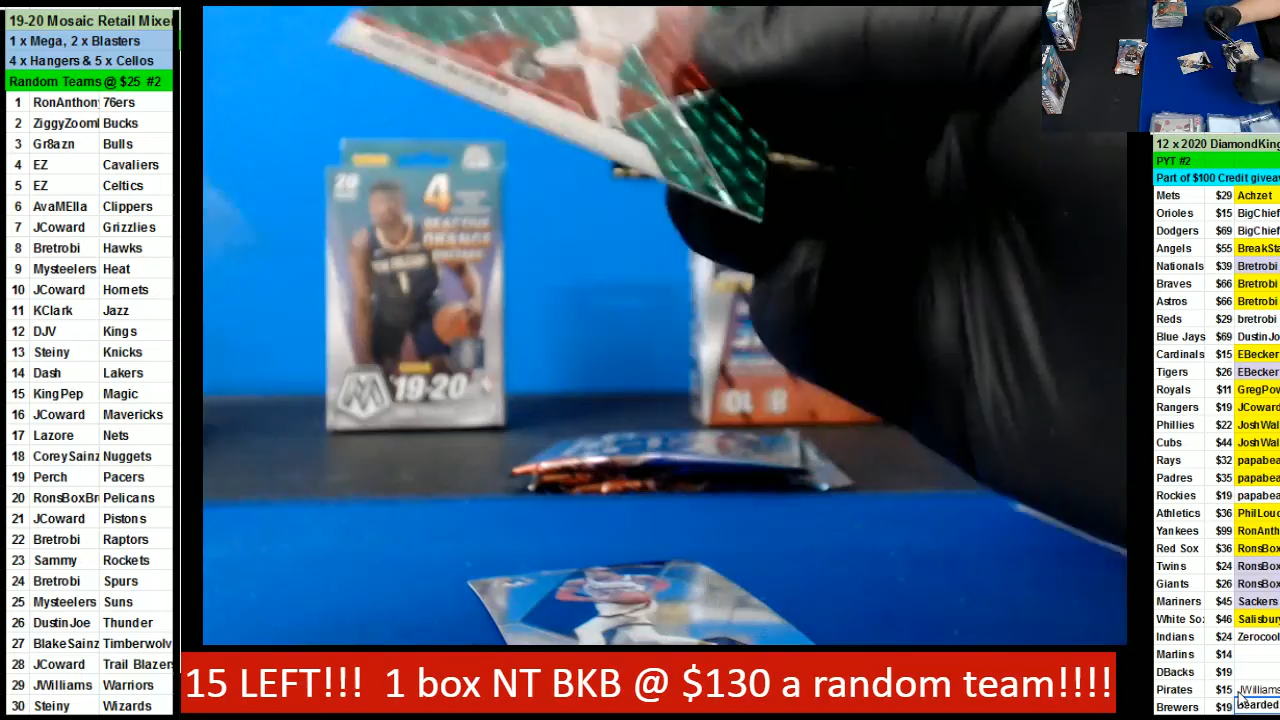 19-20 Mosaic Retail Mixer
1 x Mega, 2 x Blasters
4 x Hangers & 5 x Cellos
Random Teams @ $25 #2
1 RonAnthony 76ers
2 ZiggyZoom Bucks
3 Gr8azn Bulls
4 EZ Cavaliers
5 EZ Celtics
6 AvaMElla Clippers
7 JCoward Grizzlies
8 Bretrobi Hawks
9 Mysteelers Heat
10 JCoward Hornets
11 KClark Jazz
12 DJV Kings
13 Steiny Knicks
14 Dash Lakers
15 KingPep Magic
16 JCoward Mavericks
17 Lazore Nets
18 CoreySainz Nuggets
19 Perch Pacers
20 RonsBoxBr Pelicans
21 JCoward Pistons
22 Bretrobi Raptors
23 Sammy Rockets
24 Bretrobi Spurs
25 Mysteelers Suns
26 DustinJoe Thunder
27 BlakeSainz Timberwolv
28 JCoward Trail Blazers
29 JWilliams Warriors
30 Steiny Wizards
20
4
REACTIVE
ORANGE
19-20
15 LEFT!!! 1 box NT BKB @ $130 a random team!!!!
12 x 2020 DiamondKing
PYT #2
Part of $100 Credit giveav
Mets $29 Achzet
Orioles $15 BigChief
Dodgers $69 BigChief
Angels $55 BreakSta
Nationals $39 Bretrobi
Braves $66 Bretrobi
Astros $66 Bretrobi
Reds $29 bretrobi
Blue Jays $69 DustinJo
Cardinals $15 EBecker
Tigers $26 EBecker
Royals $11 GregPov
Rangers $19 JCoward
Phillies $22 JoshWal
Cubs $44 JoshWal
Rays $32 papabea
Padres $35 papabea
Rockies $19 papabea
Athletics $36 PhilLoud
Yankees $99 RonAnth
Red Sox $36 RonsBox
Twins $24 RonsBox
Giants $26 RonsBox
Mariners $45 Sackers
White Sox $46 Salisbury
Indians $24 Zerocool
Marlins $14
DBacks $19
Pirates $15 JWilliams
Brewers $19 bearded